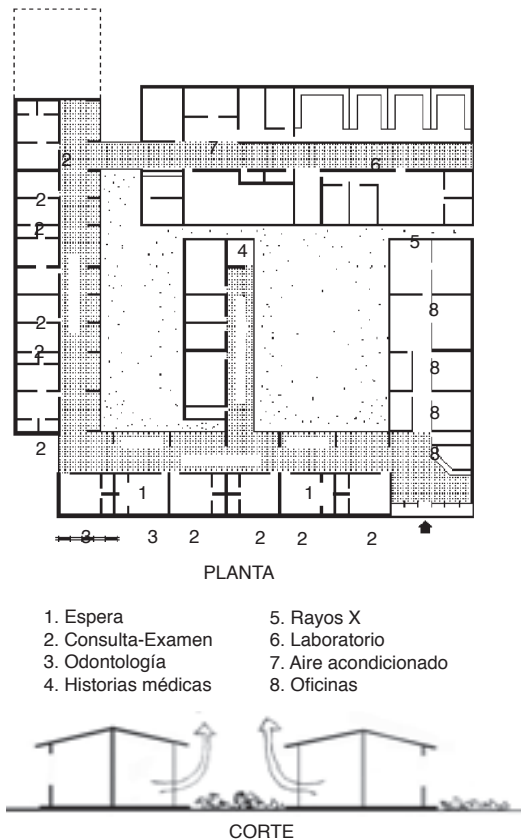 7
2
6
2
4
5
2
8
2
2
8
8
2
8
1
1
3
3
2
2
2
2
PLANTA
1. Espera
2. Consulta-Examen
3. Odontología
4. Historias médicas
5. Rayos X
6. Laboratorio
7. Aire acondicionado
8. Oficinas
CORTE